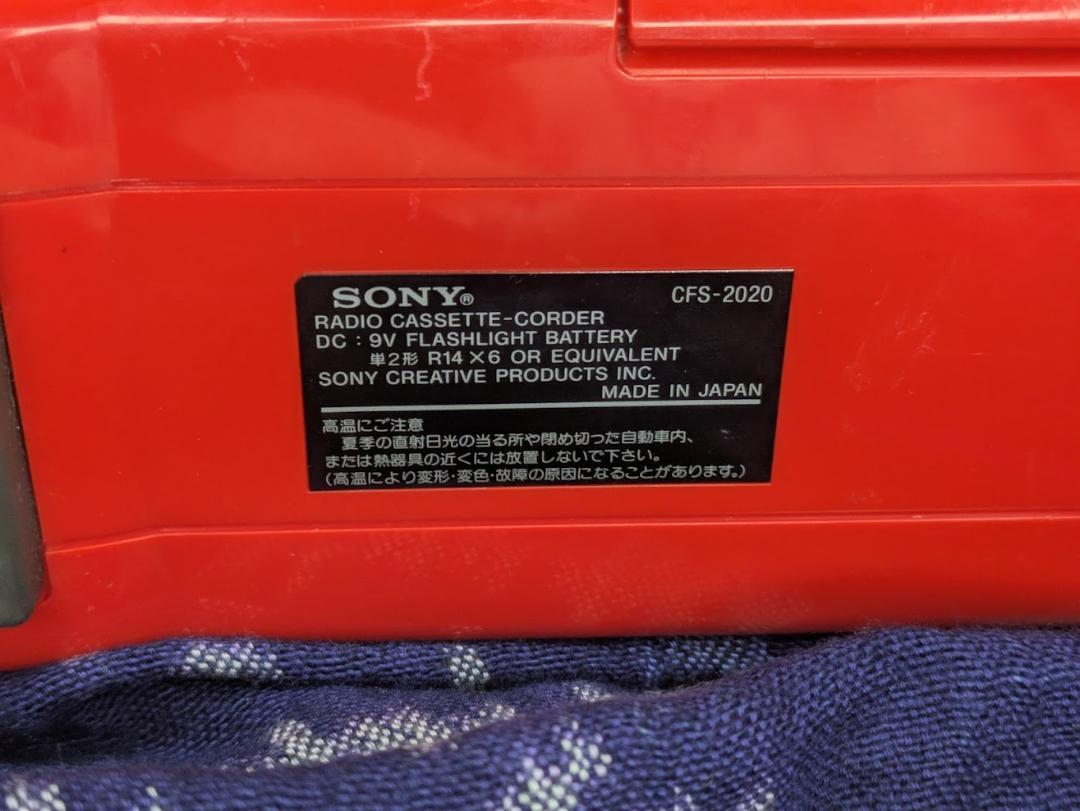 SONY® CFS-2020
RADIO CASSETTE-CORDER
DC : 9V FLASHLIGHT BATTERY
単2形 R14×6 OR EQUIVALENT
SONY CREATIVE PRODUCTS INC.
MADE IN JAPAN
高温にご注意
夏季の直射日光の当る所や閉め切った自動車内、
または熱器具の近くには放置しないで下さい。
(高温により変形・変色・故障の原因になることがあります。)